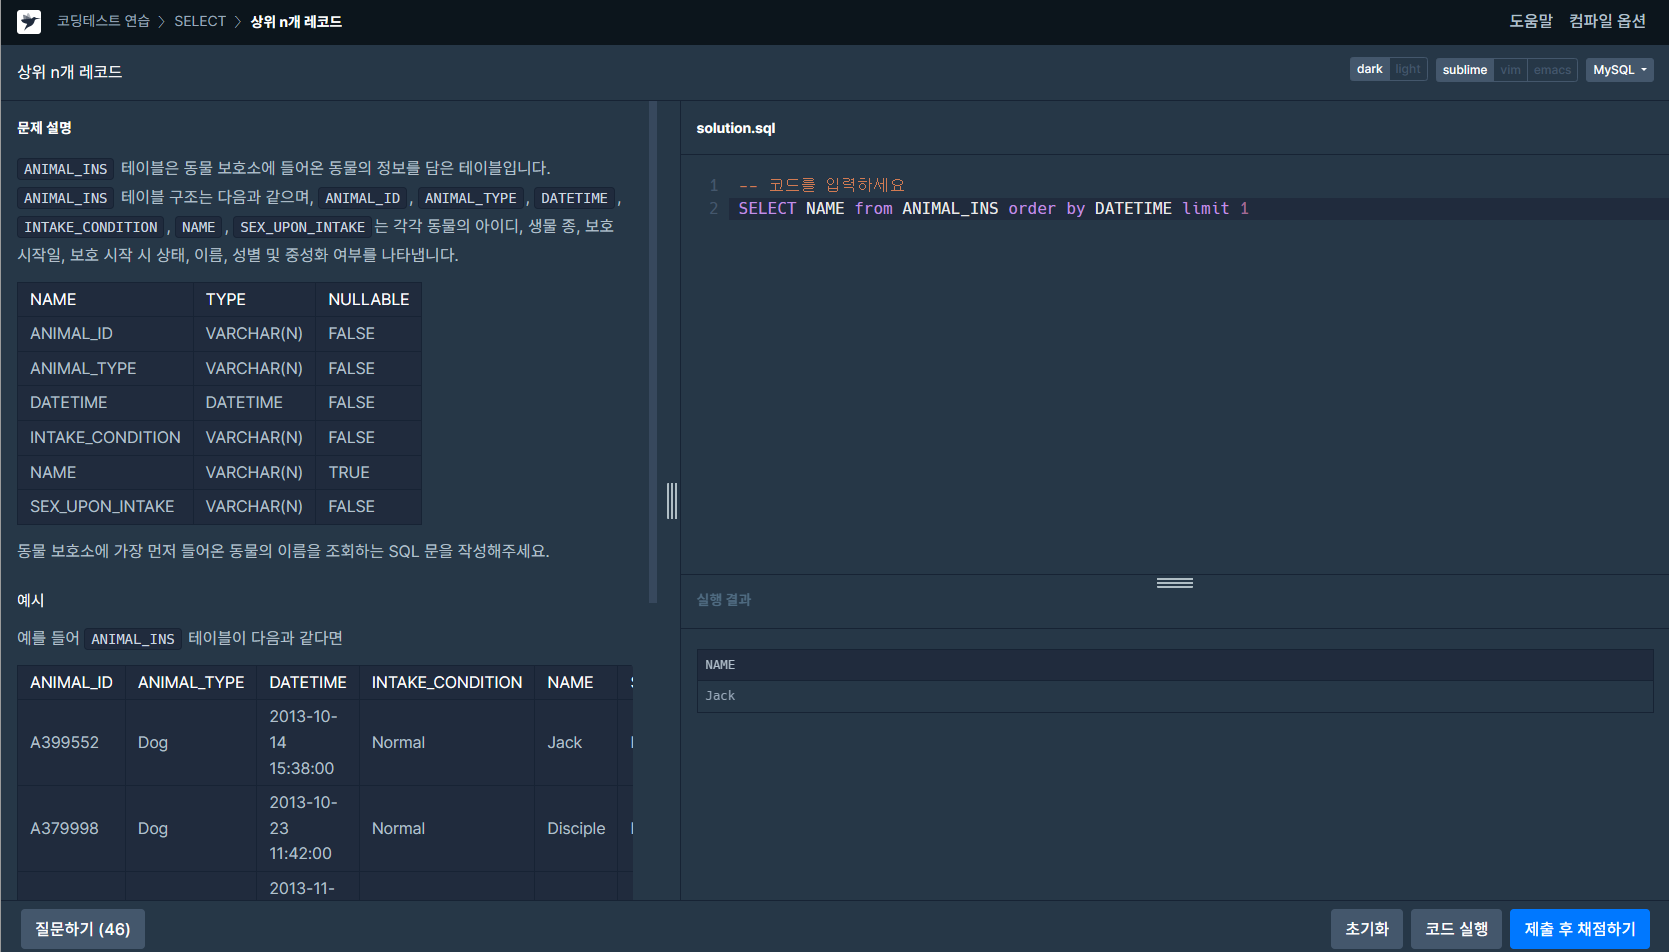 코딩테스트 연습 > SELECT > 상위 n개 레코드
도움말 컴파일 옵션
상위 n개 레코드
dark light sublime vim emacs MySQL
문제 설명
ANIMAL_INS 테이블은 동물 보호소에 들어온 동물의 정보를 담은 테이블입니다.
ANIMAL_INS 테이블 구조는 다음과 같으며, ANIMAL_ID , ANIMAL_TYPE , DATETIME ,
INTAKE_CONDITION , NAME , SEX_UPON_INTAKE 는 각각 동물의 아이디, 생물 종, 보호
시작일, 보호 시작 시 상태, 이름, 성별 및 중성화 여부를 나타냅니다.
NAME TYPE NULLABLE
ANIMAL_ID VARCHAR(N) FALSE
ANIMAL_TYPE VARCHAR(N) FALSE
DATETIME DATETIME FALSE
INTAKE_CONDITION VARCHAR(N) FALSE
NAME VARCHAR(N) TRUE
SEX_UPON_INTAKE VARCHAR(N) FALSE
동물 보호소에 가장 먼저 들어온 동물의 이름을 조회하는 SQL 문을 작성해주세요.
예시
예를 들어 ANIMAL_INS 테이블이 다음과 같다면
ANIMAL_ID ANIMAL_TYPE DATETIME INTAKE_CONDITION NAME
A399552 Dog 2013-10-
14
15:38:00 Normal Jack
A379998 Dog 2013-10-
23
11:42:00 Normal Disciple
2013-11-
질문하기 (46)
solution.sql
1 -- 코드를 입력하세요
2 SELECT NAME from ANIMAL_INS order by DATETIME limit 1
실행 결과
NAME
Jack
초기화 코드 실행 제출 후 채점하기